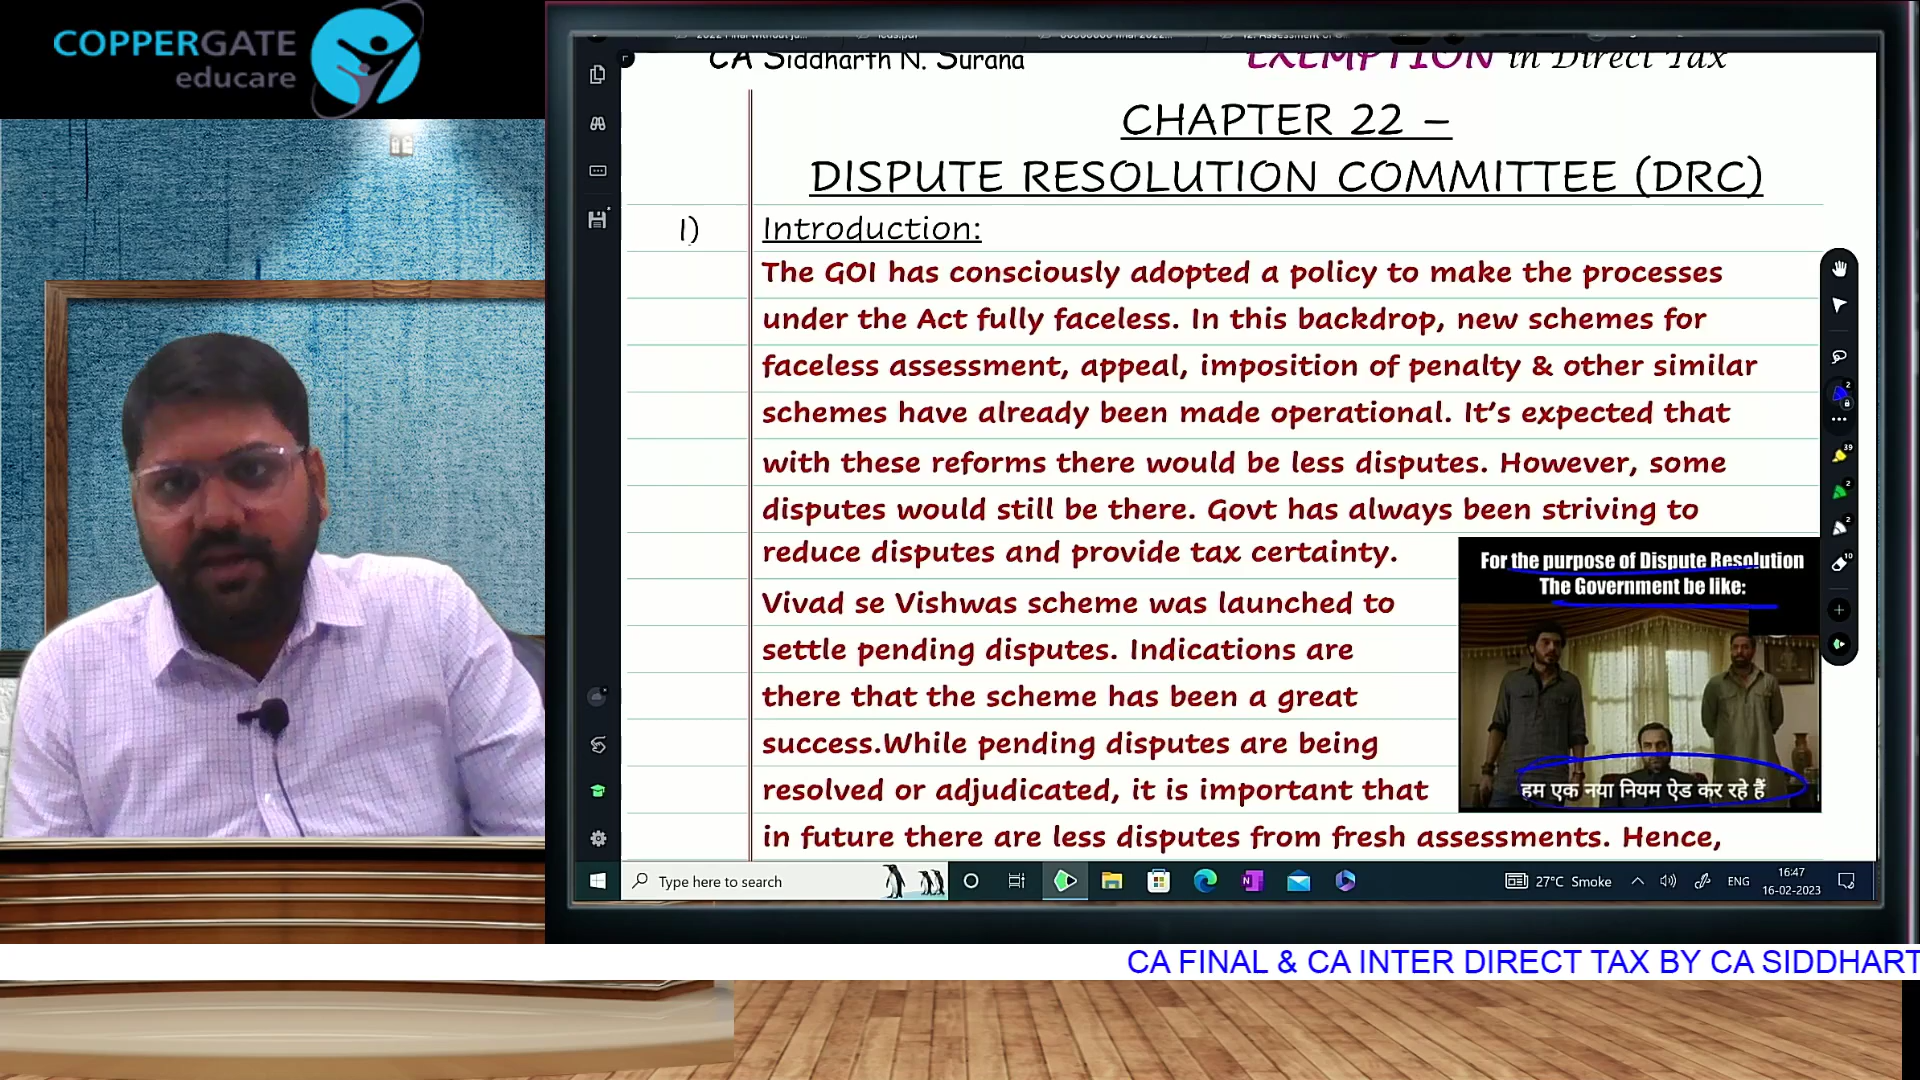 COPPERGATE
educare
CA Siddharth N. Surana
EXEMPTION in Direct Tax
CHAPTER 22 –
DISPUTE RESOLUTION COMMITTEE (DRC)
1)
Introduction:
The GOI has consciously adopted a policy to make the processes
under the Act fully faceless. In this backdrop, new schemes for
faceless assessment, appeal, imposition of penalty & other similar
schemes have already been made operational. It's expected that
with these reforms there would be less disputes. However, some
disputes would still be there. Govt has always been striving to
reduce disputes and provide tax certainty.
Vivad se Vishwas scheme was launched to
settle pending disputes. Indications are
there that the scheme has been a great
success.While pending disputes are being
resolved or adjudicated, it is important that
in future there are less disputes from fresh assessments. Hence,
For the purpose of Dispute Resolution
The Government be like:
हम एक नया नियम ऐड कर रहे हैं
Type here to search
27°C Smoke
ENG
16:47
16-02-2023
CA FINAL & CA INTER DIRECT TAX BY CA SIDDHART